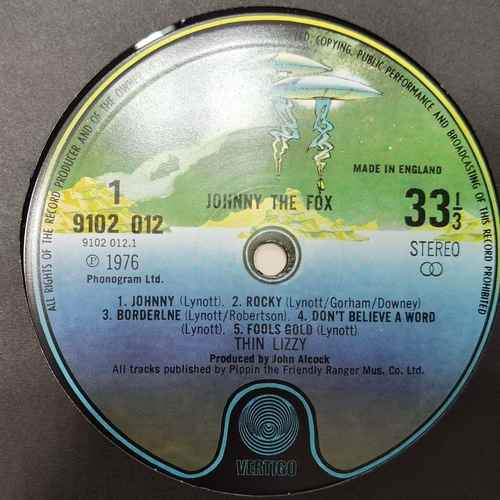 ALL RIGHTS OF THE RECORD PRODUCER AND OF THE OWNER
ED, COPYING, PUBLIC PERFORMANCE AND BROADCASTING OF THIS RECORD PROHIBITED
MADE IN ENGLAND
1
JOHNNY THE FOX
33 1/3
9102 012
9102 012.1
STEREO
Ⓟ 1976
Phonogram Ltd.
1. JOHNNY (Lynott). 2. ROCKY (Lynott/Gorham/Downey)
3. BORDERLNE (Lynott/Robertson). 4. DON'T BELIEVE A WORD
(Lynott). 5. FOOLS GOLD (Lynott)
THIN LIZZY
Produced by John Alcock
All tracks published by Pippin the Friendly Ranger Mus. Co. Ltd.
VERTIGO